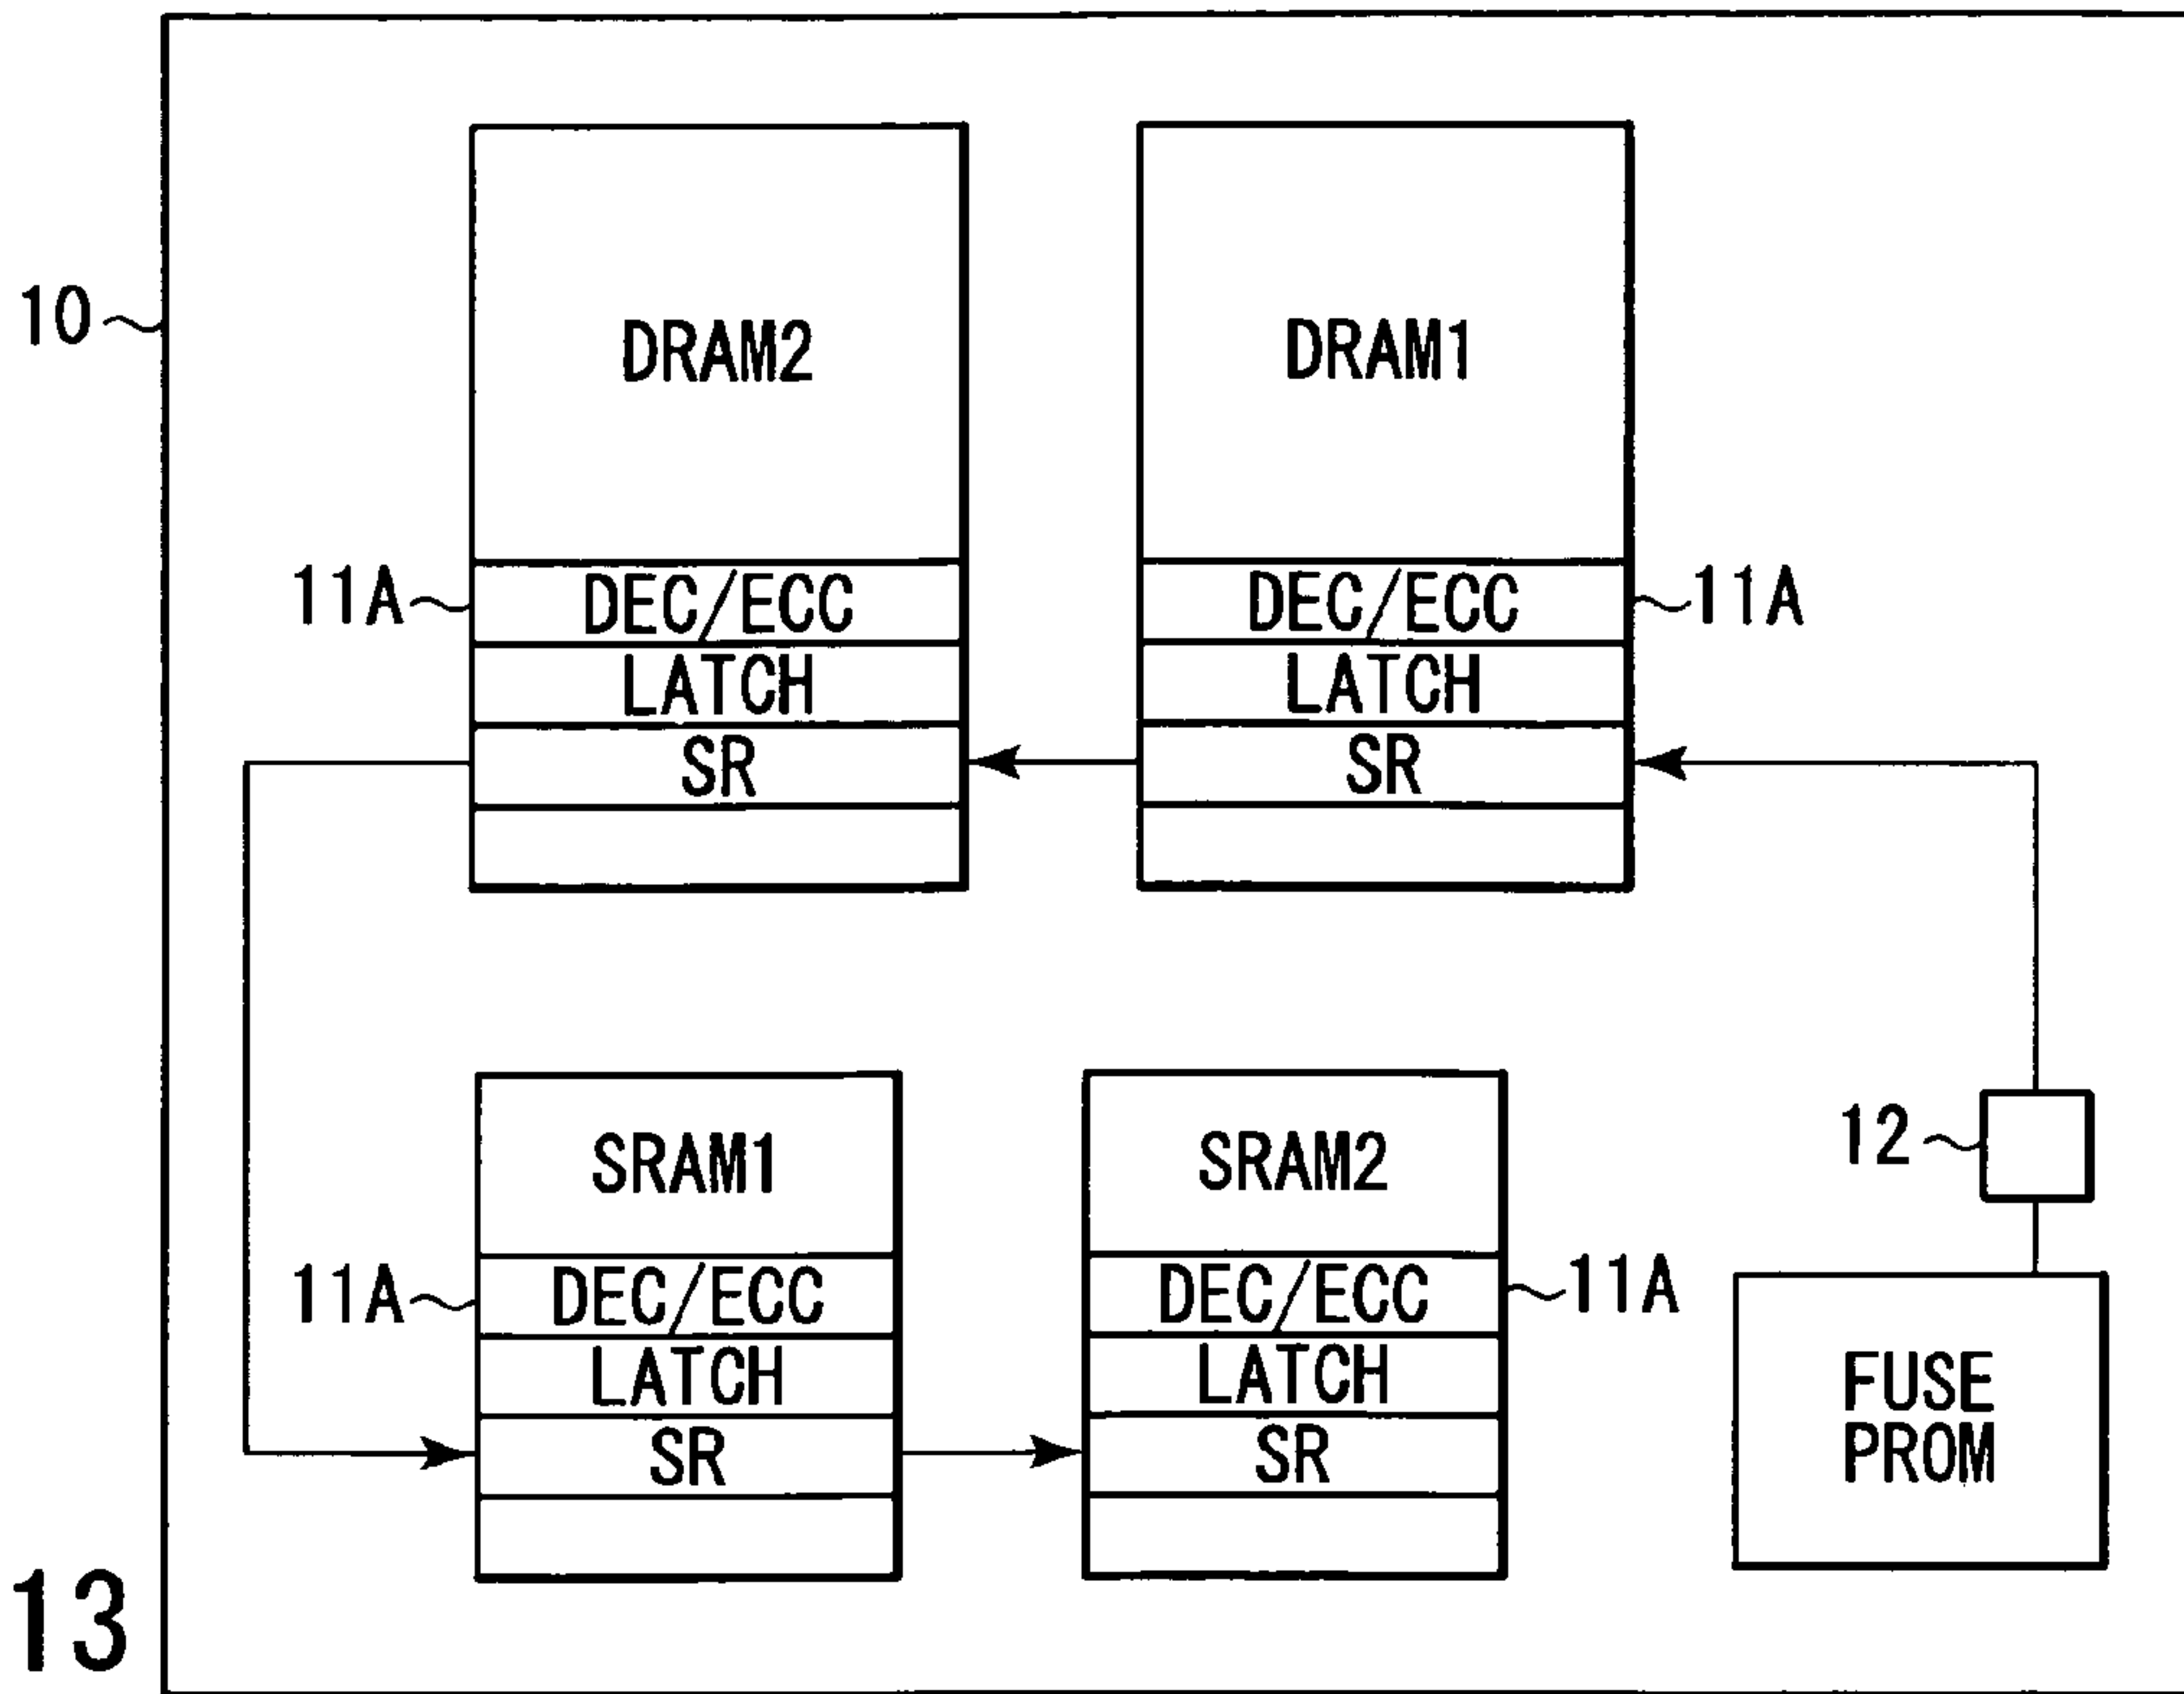 10
DRAM2
DRAM1
11A
DEC/ECC
DEC/ECC
11A
LATCH
LATCH
SR
SR
12
SRAM1
SRAM2
11A
DEC/ECC
DEC/ECC
11A
LATCH
LATCH
FUSE
PROM
SR
SR
13